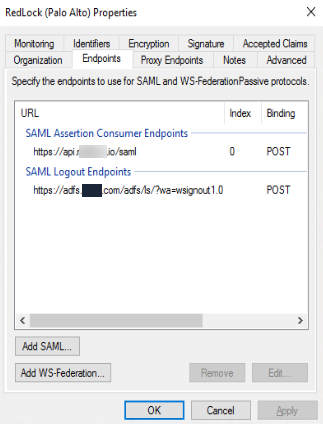 RedLock (Palo Alto) Properties
Monitoring Identifiers Encryption Signature Accepted Claims
Organization Endpoints Proxy Endpoints Notes Advanced
Specify the endpoints to use for SAML and WS-FederationPassive protocols.
URL Index Binding
SAML Assertion Consumer Endpoints
https://api.r .io/saml 0 POST
SAML Logout Endpoints
https://adfs. .com/adfs/ls/?wa=wsignout1.0 POST
Add SAML...
Add WS-Federation... Remove Edit...
OK Cancel Apply